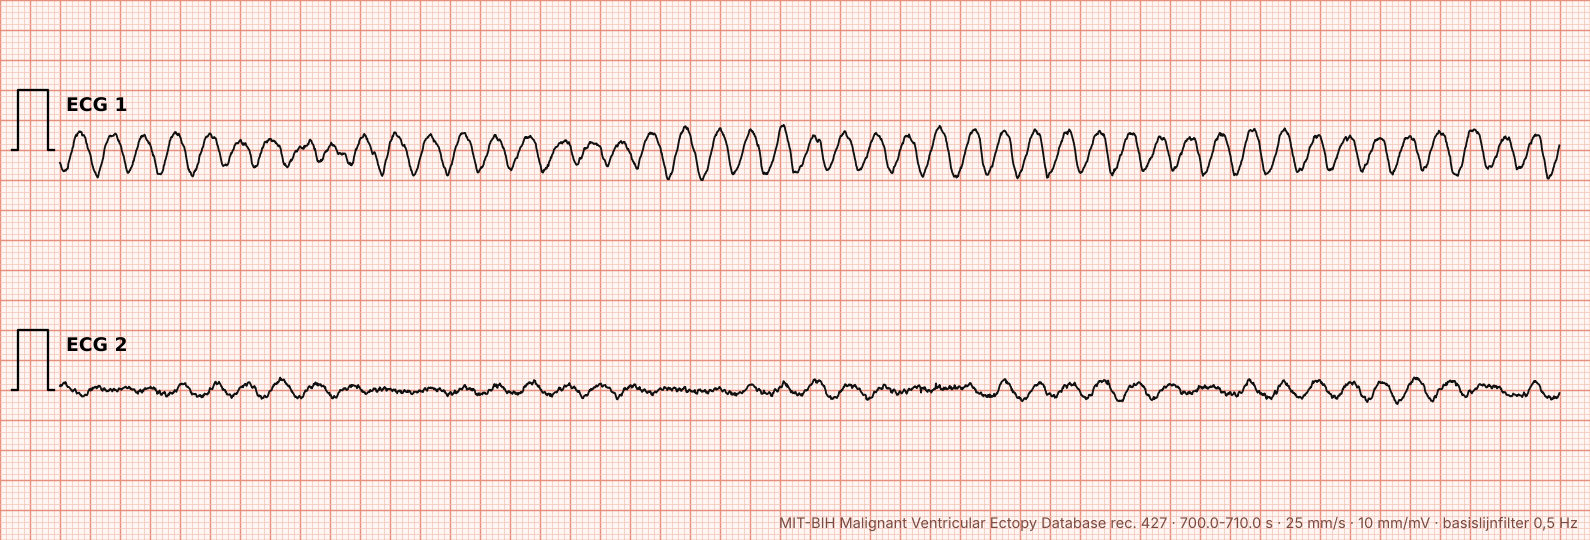 ECG 1
ECG 2
MIT-BIH Malignant Ventricular Ectopy Database rec. 427 · 700.0-710.0 s · 25 mm/s · 10 mm/mV · basislijnfilter 0,5 Hz